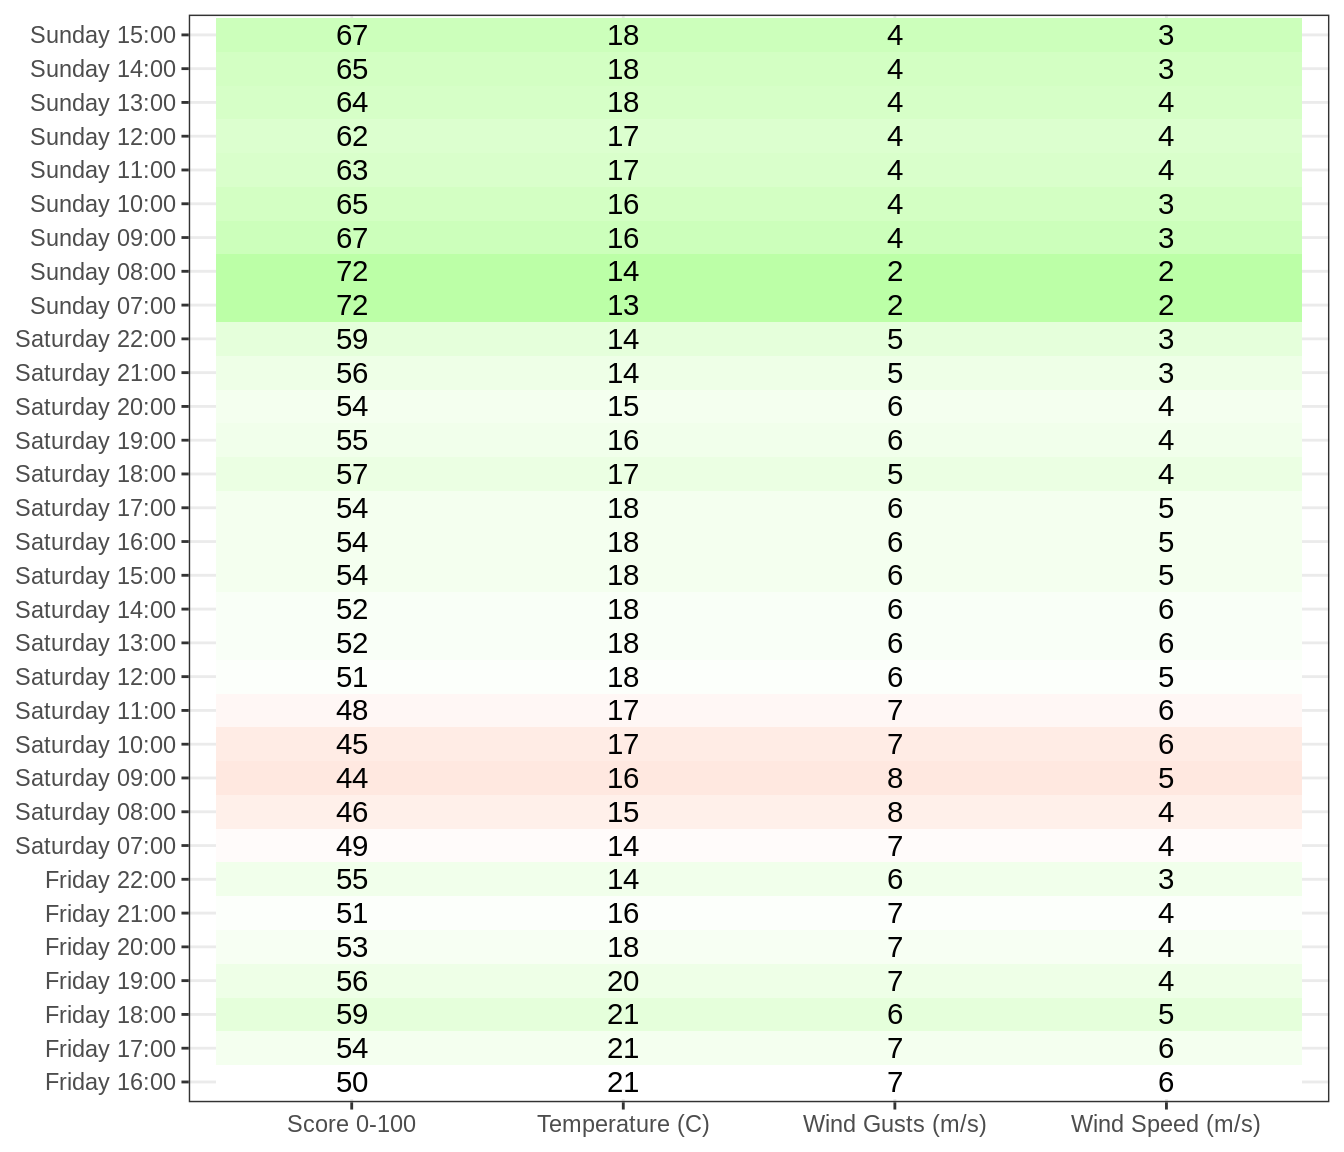 Sunday 15:00 67 18 4 3
Sunday 14:00 65 18 4 3
Sunday 13:00 64 18 4 4
Sunday 12:00 62 17 4 4
Sunday 11:00 63 17 4 4
Sunday 10:00 65 16 4 3
Sunday 09:00 67 16 4 3
Sunday 08:00 72 14 2 2
Sunday 07:00 72 13 2 2
Saturday 22:00 59 14 5 3
Saturday 21:00 56 14 5 3
Saturday 20:00 54 15 6 4
Saturday 19:00 55 16 6 4
Saturday 18:00 57 17 5 4
Saturday 17:00 54 18 6 5
Saturday 16:00 54 18 6 5
Saturday 15:00 54 18 6 5
Saturday 14:00 52 18 6 6
Saturday 13:00 52 18 6 6
Saturday 12:00 51 18 6 5
Saturday 11:00 48 17 7 6
Saturday 10:00 45 17 7 6
Saturday 09:00 44 16 8 5
Saturday 08:00 46 15 8 4
Saturday 07:00 49 14 7 4
Friday 22:00 55 14 6 3
Friday 21:00 51 16 7 4
Friday 20:00 53 18 7 4
Friday 19:00 56 20 7 4
Friday 18:00 59 21 6 5
Friday 17:00 54 21 7 6
Friday 16:00 50 21 7 6
Score 0-100 Temperature (C) Wind Gusts (m/s) Wind Speed (m/s)